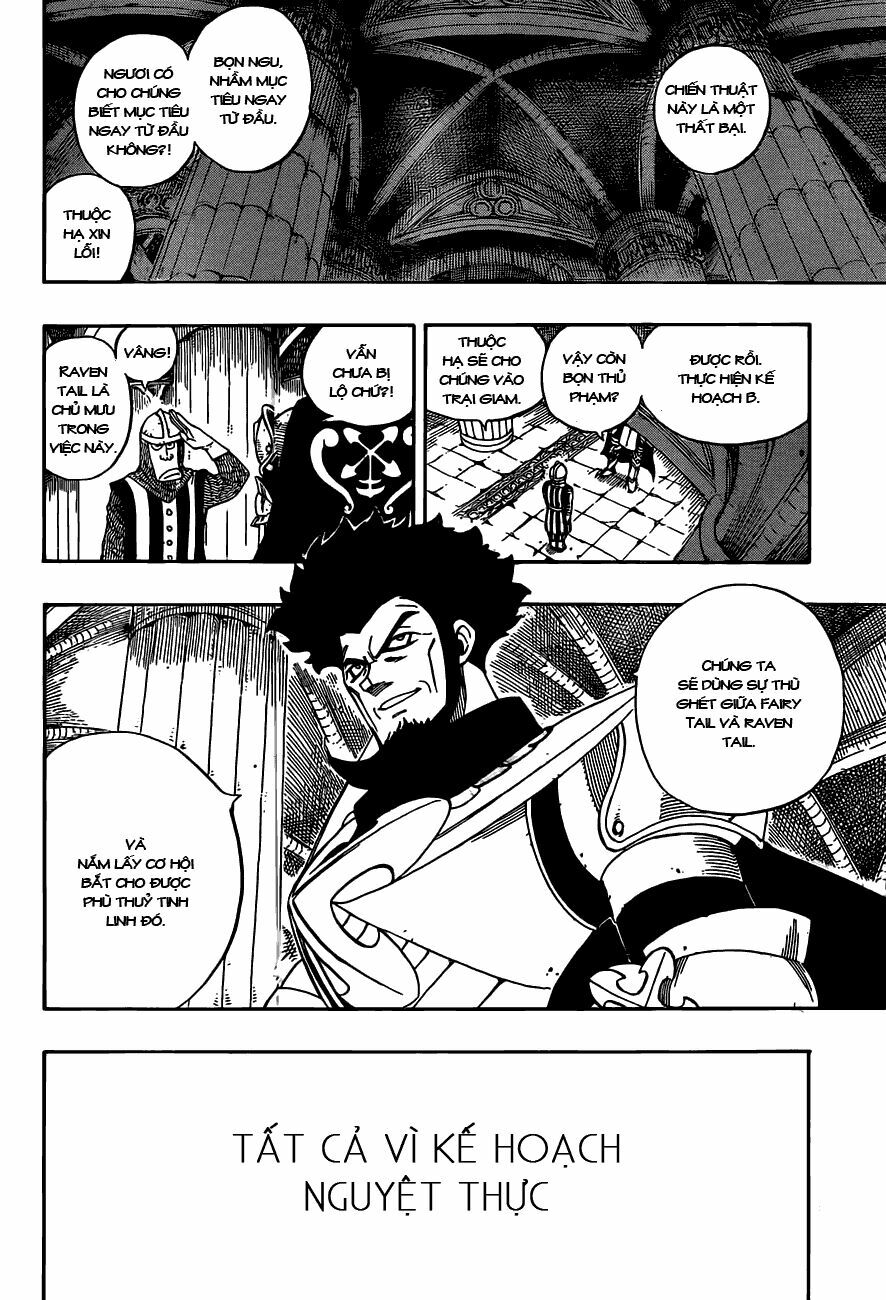 CHIẾN THUẬT
NÀY LÀ MỘT
THẤT BẠI.
BỌN NGU,
NHẦM MỤC
TIÊU NGAY
TỪ ĐẦU.
NGƯƠI CÓ
CHO CHÚNG
BIẾT MỤC TIÊU
NGAY TỪ ĐẦU
KHÔNG?!
THUỘC
HẠ XIN
LỖI!
ĐƯỢC RỒI.
THỰC HIỆN KẾ
HOẠCH B.
VẬY CÒN
BỌN THỦ
PHẠM?
THUỘC
HẠ SẼ CHO
CHÚNG VÀO
TRẠI GIAM.
VẪN
CHƯA BỊ
LỘ CHỨ?!
VÂNG!
RAVEN
TAIL LÀ
CHỦ MƯU
TRONG
VIỆC NÀY.
CHÚNG TA
SẼ DÙNG SỰ THÙ
GHÉT GIỮA FAIRY
TAIL VÀ RAVEN
TAIL.
VÀ
NẮM LẤY CƠ HỘI
BẮT CHO ĐƯỢC
PHÙ THUỶ TINH
LINH ĐÓ.
TẤT CẢ VÌ KẾ HOẠCH
NGUYỆT THỰC